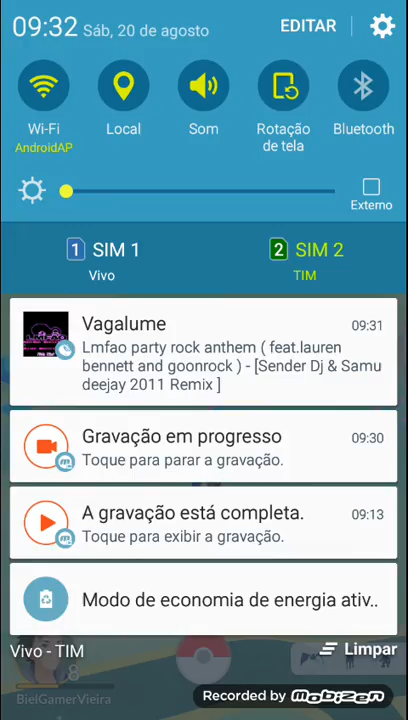 09:32 Sáb, 20 de agosto EDITAR
Wi-Fi
AndroidAP
Local
Som
Rotação
de tela
Bluetooth
Externo
1 SIM 1
Vivo
2 SIM 2
TIM
Vagalume 09:31
Lmfao party rock anthem ( feat.lauren
bennett and goonrock ) - [Sender Dj & Samu
deejay 2011 Remix ]
Gravação em progresso 09:30
Toque para parar a gravação.
A gravação está completa. 09:13
Toque para exibir a gravação.
Modo de economia de energia ativ..
Vivo - TIM
Limpar
8
BielGamerVieira
Recorded by mobizen